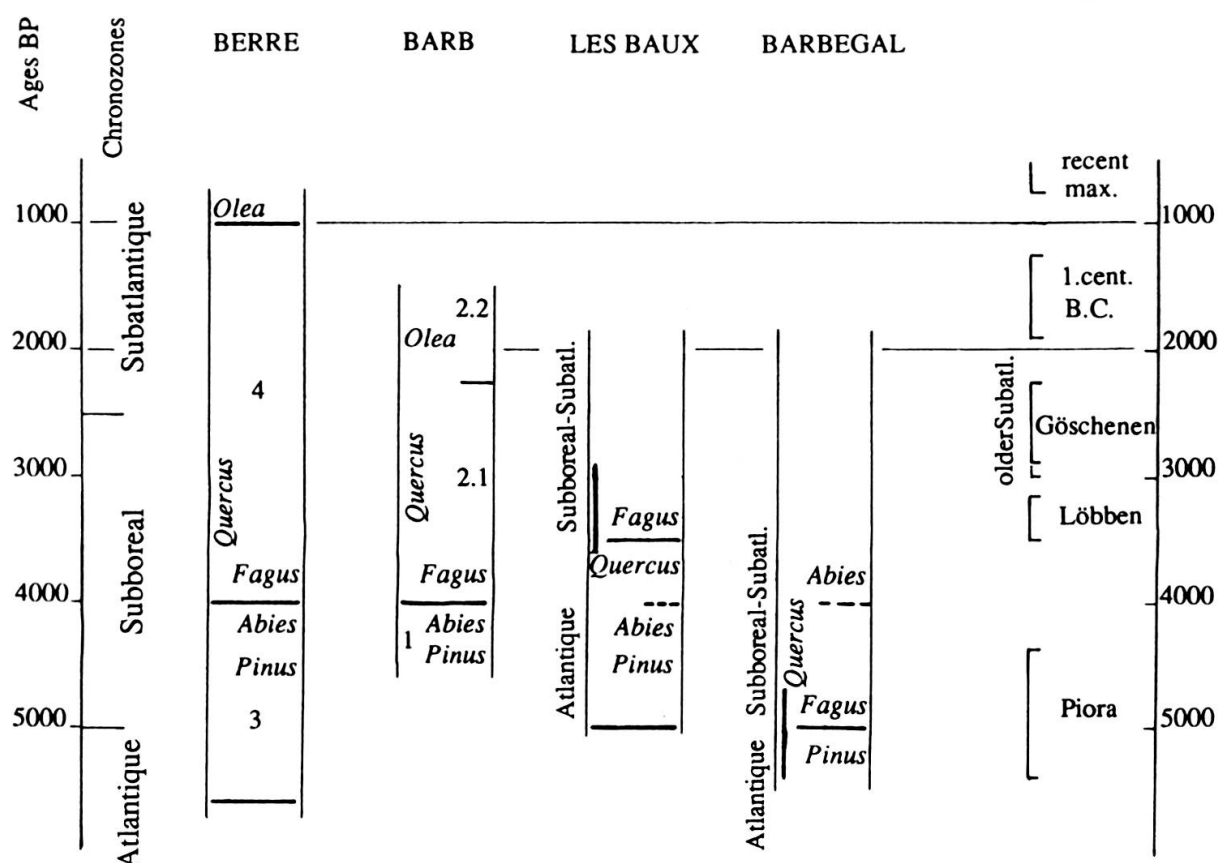 Ages BP
Chronozones
BERRE
BARB
LES BAUX
BARBEGAL
1000
2000
3000
4000
5000
Subatlantique
Subboreal
Atlantique
Olea
4
Quercus
Fagus
Abies
Pinus
3
2.2
Olea
Quercus
2.1
Fagus
1
Abies
Pinus
Subboreal-Subatl.
Atlantique
Fagus
Quercus
Abies
Pinus
Subboreal-Subatl.
Atlantique
Abies
Quercus
Fagus
Pinus
recent
max.
1.cent.
B.C.
olderSubatl.
Göschenen
Löbben
Piora
1000
2000
3000
4000
5000